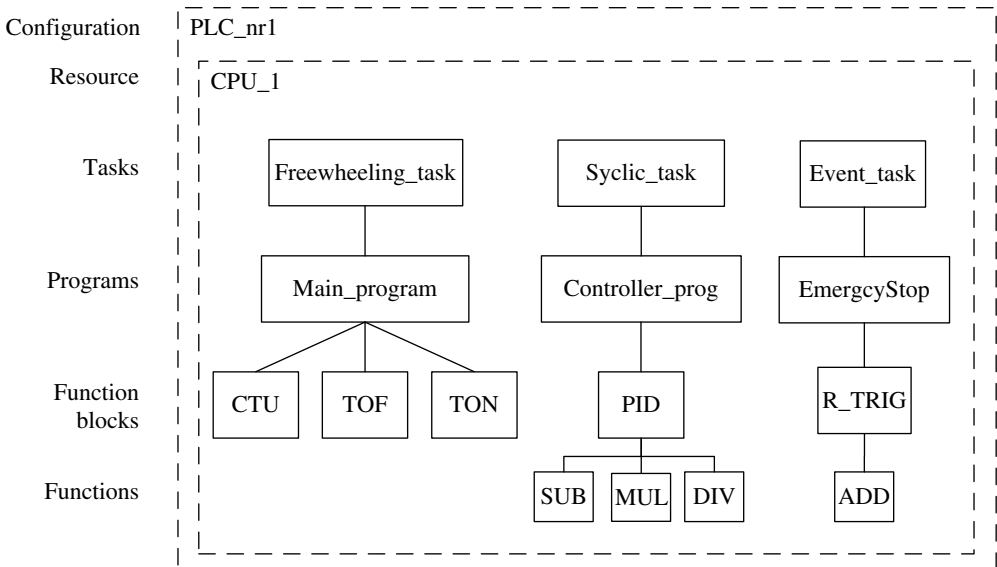 Configuration
PLC_nr1
Resource
CPU_1
Tasks
Freewheeling_task
Syclic_task
Event_task
Programs
Main_program
Controller_prog
EmergcyStop
Function
blocks
CTU
TOF
TON
PID
R_TRIG
Functions
SUB
MUL
DIV
ADD